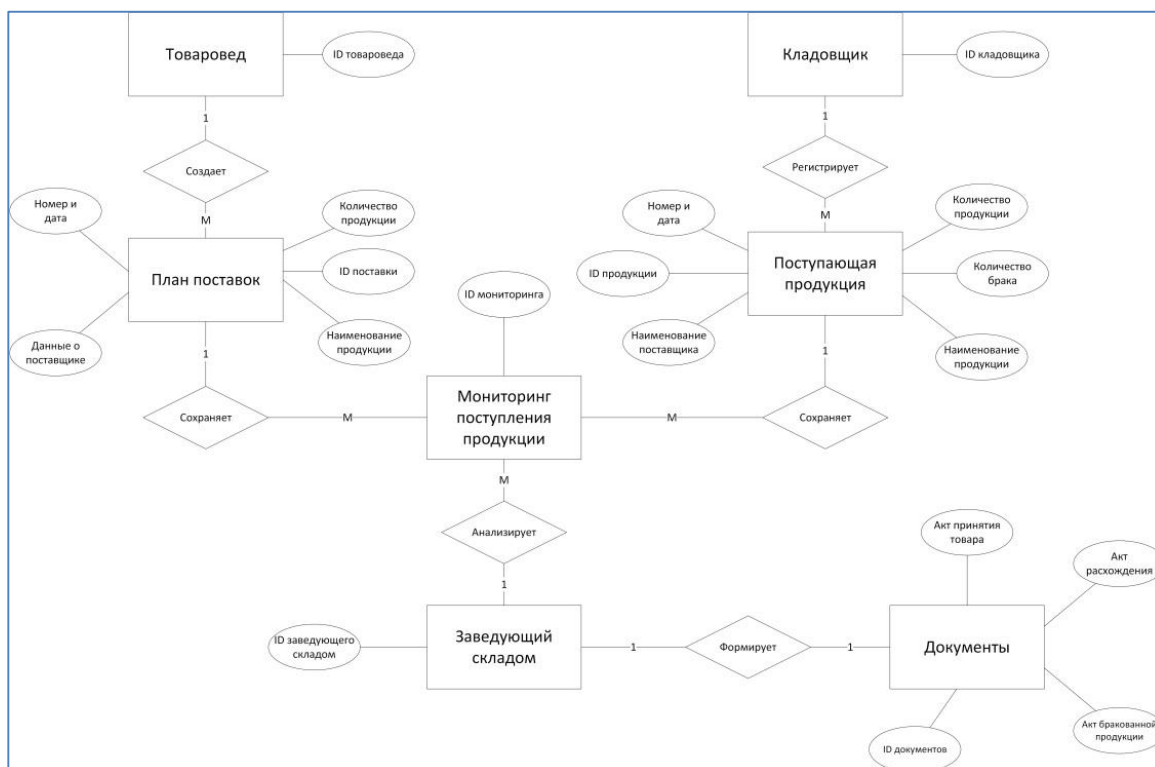 Товаровед
ID товароведа
Кладовщик
ID кладовщика
1
1
Создает
Регистрирует
М
М
Номер и
дата
Количество
продукции
ID поставки
План поставок
Данные о
поставщике
Наименование
продукции
Номер и
дата
ID продукции
Наименование
поставщика
Поступающая
продукция
Количество
продукции
Количество
брака
Наименование
продукции
ID мониторинга
1
1
Сохраняет
М
Мониторинг
поступления
продукции
М
Сохраняет
М
Анализирует
1
ID заведующего
складом
Заведующий
складом
1
Формирует
1
Документы
Акт принятия
товара
Акт
расхождения
ID документов
Акт бракованной
продукции